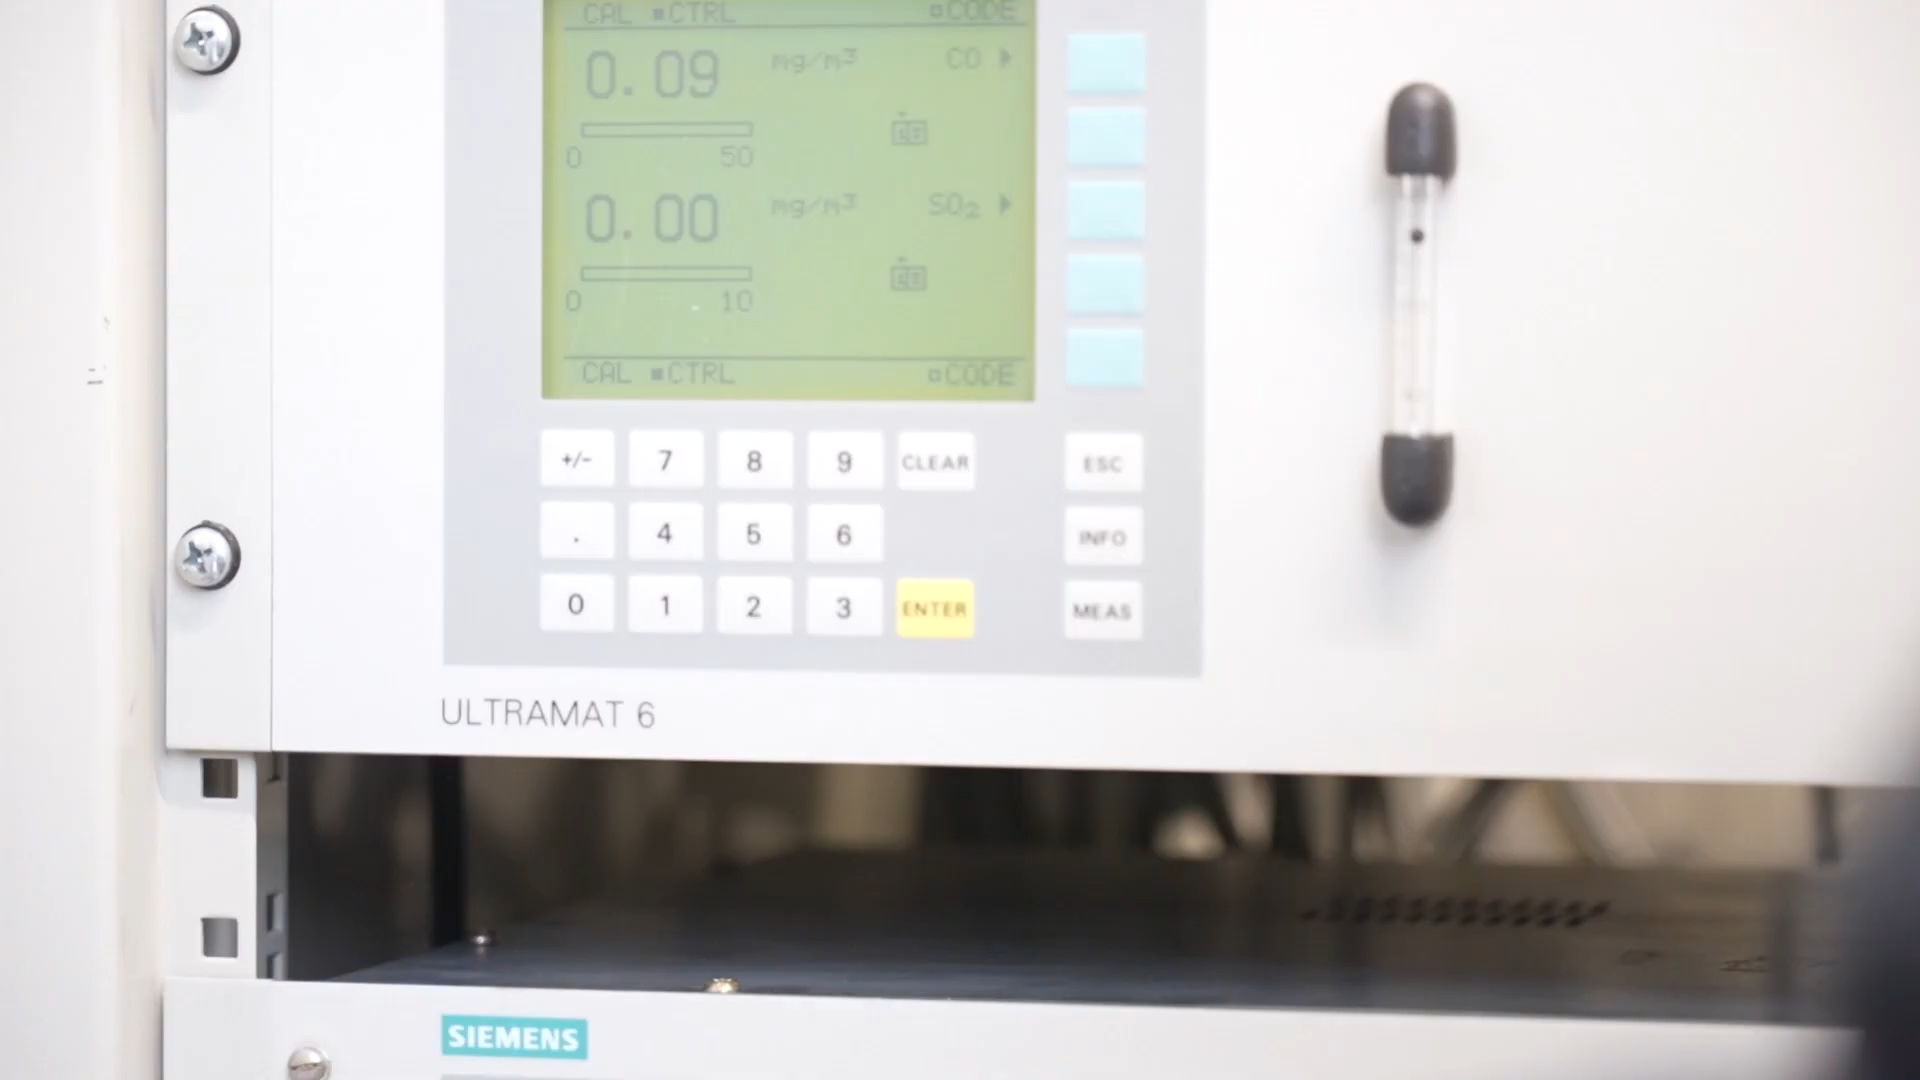 CAL ■CTRL □CODE
0.09 mg/m³ CO ▶
0 50
0.00 mg/m³ SO₂ ▶
0 10
CAL ■CTRL □CODE
+/- 7 8 9 CLEAR ESC
. 4 5 6 INFO
0 1 2 3 ENTER MEAS
ULTRAMAT 6
SIEMENS